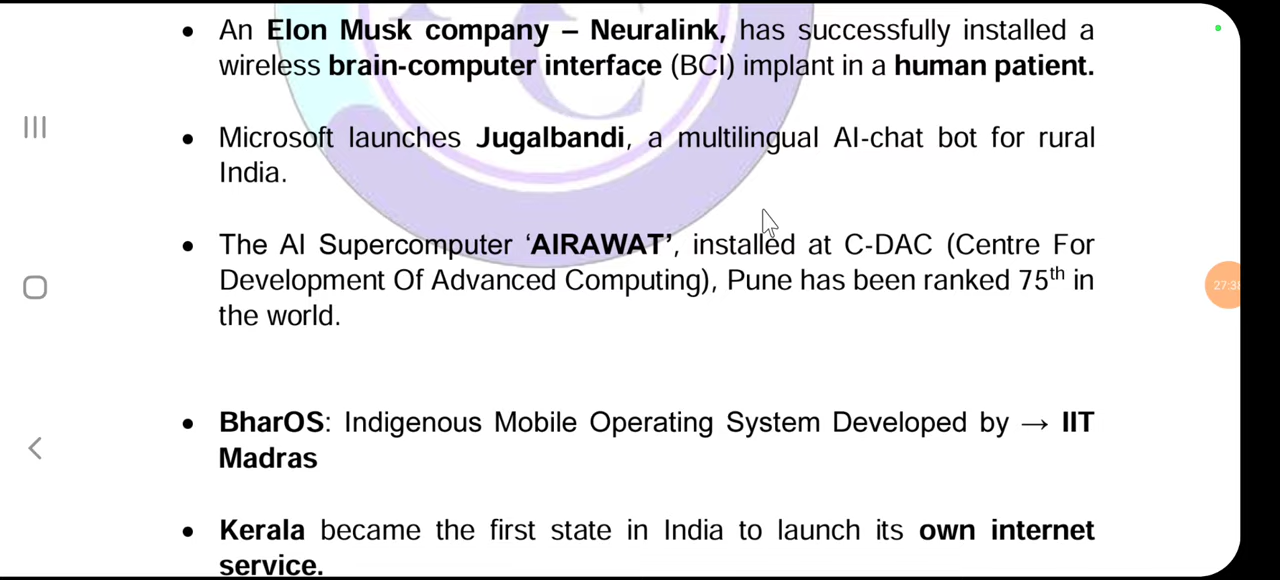 • An Elon Musk company – Neuralink, has successfully installed a
wireless brain-computer interface (BCI) implant in a human patient.
• Microsoft launches Jugalbandi, a multilingual AI-chat bot for rural
India.
• The AI Supercomputer ‘AIRAWAT’, installed at C-DAC (Centre For
Development Of Advanced Computing), Pune has been ranked 75th in
the world.
• BharOS: Indigenous Mobile Operating System Developed by → IIT
Madras
• Kerala became the first state in India to launch its own internet
service.